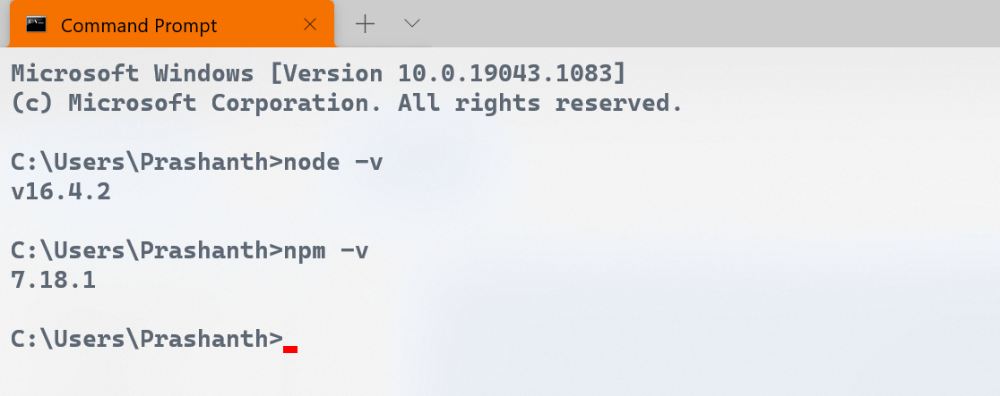 Command Prompt
Microsoft Windows [Version 10.0.19043.1083]
(c) Microsoft Corporation. All rights reserved.
C:\Users\Prashanth>node -v
v16.4.2
C:\Users\Prashanth>npm -v
7.18.1
C:\Users\Prashanth>